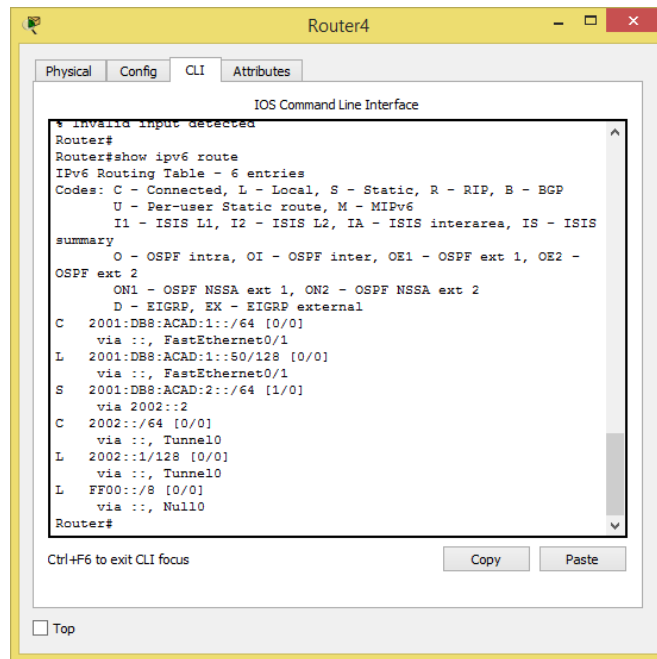 Router4
Physical Config CLI Attributes
IOS Command Line Interface
% Invalid input detected
Router#
Router#show ipv6 route
IPv6 Routing Table - 6 entries
Codes: C - Connected, L - Local, S - Static, R - RIP, B - BGP
U - Per-user Static route, M - MIPv6
I1 - ISIS L1, I2 - ISIS L2, IA - ISIS interarea, IS - ISIS
summary
O - OSPF intra, OI - OSPF inter, OE1 - OSPF ext 1, OE2 -
OSPF ext 2
ON1 - OSPF NSSA ext 1, ON2 - OSPF NSSA ext 2
D - EIGRP, EX - EIGRP external
C 2001:DB8:ACAD:1::/64 [0/0]
via ::, FastEthernet0/1
L 2001:DB8:ACAD:1::50/128 [0/0]
via ::, FastEthernet0/1
S 2001:DB8:ACAD:2::/64 [1/0]
via 2002::2
C 2002::/64 [0/0]
via ::, Tunnel0
L 2002::1/128 [0/0]
via ::, Tunnel0
L FF00::/8 [0/0]
via ::, Null0
Router#
Ctrl+F6 to exit CLI focus Copy Paste
Top